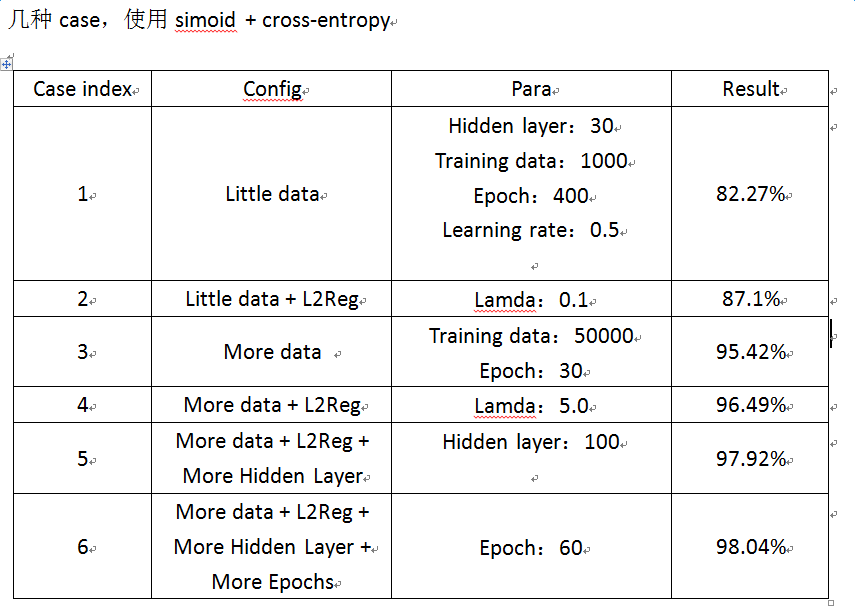 几种 case，使用 simoid + cross-entropy
Case index Config Para Result
1 Little data Hidden layer：30 82.27%
Training data：1000
Epoch：400
Learning rate：0.5
2 Little data + L2Reg Lamda：0.1 87.1%
3 More data Training data：50000 95.42%
Epoch：30
4 More data + L2Reg Lamda：5.0 96.49%
5 More data + L2Reg + Hidden layer：100 97.92%
More Hidden Layer
6 More data + L2Reg + Epoch：60 98.04%
More Hidden Layer +
More Epochs